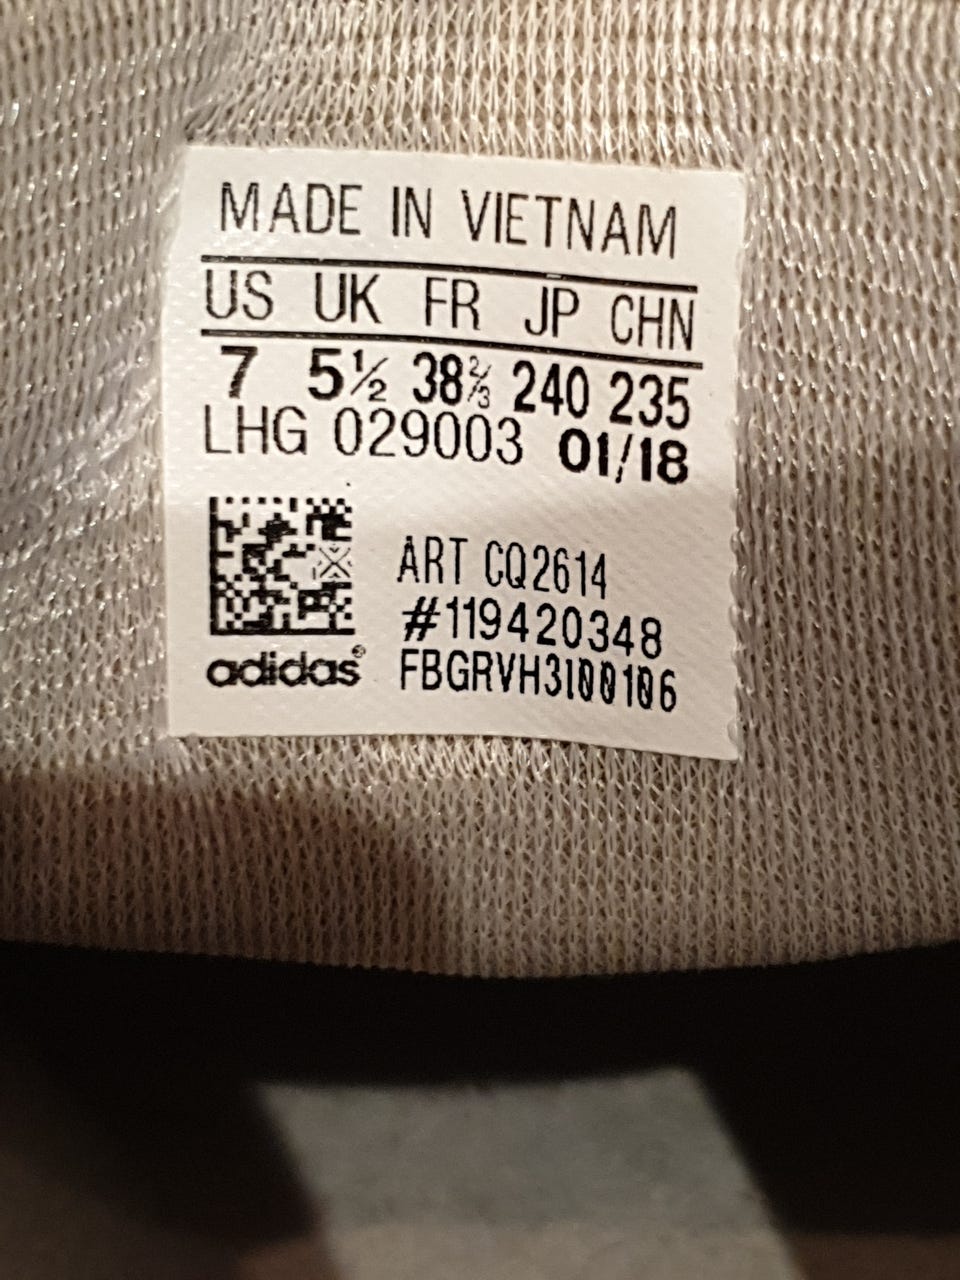 MADE IN VIETNAM
US UK FR JP CHN
7 5½ 38⅔ 240 235
LHG 029003 01/18
ART CQ2614
#119420348
adidas® FBGRVH3100106